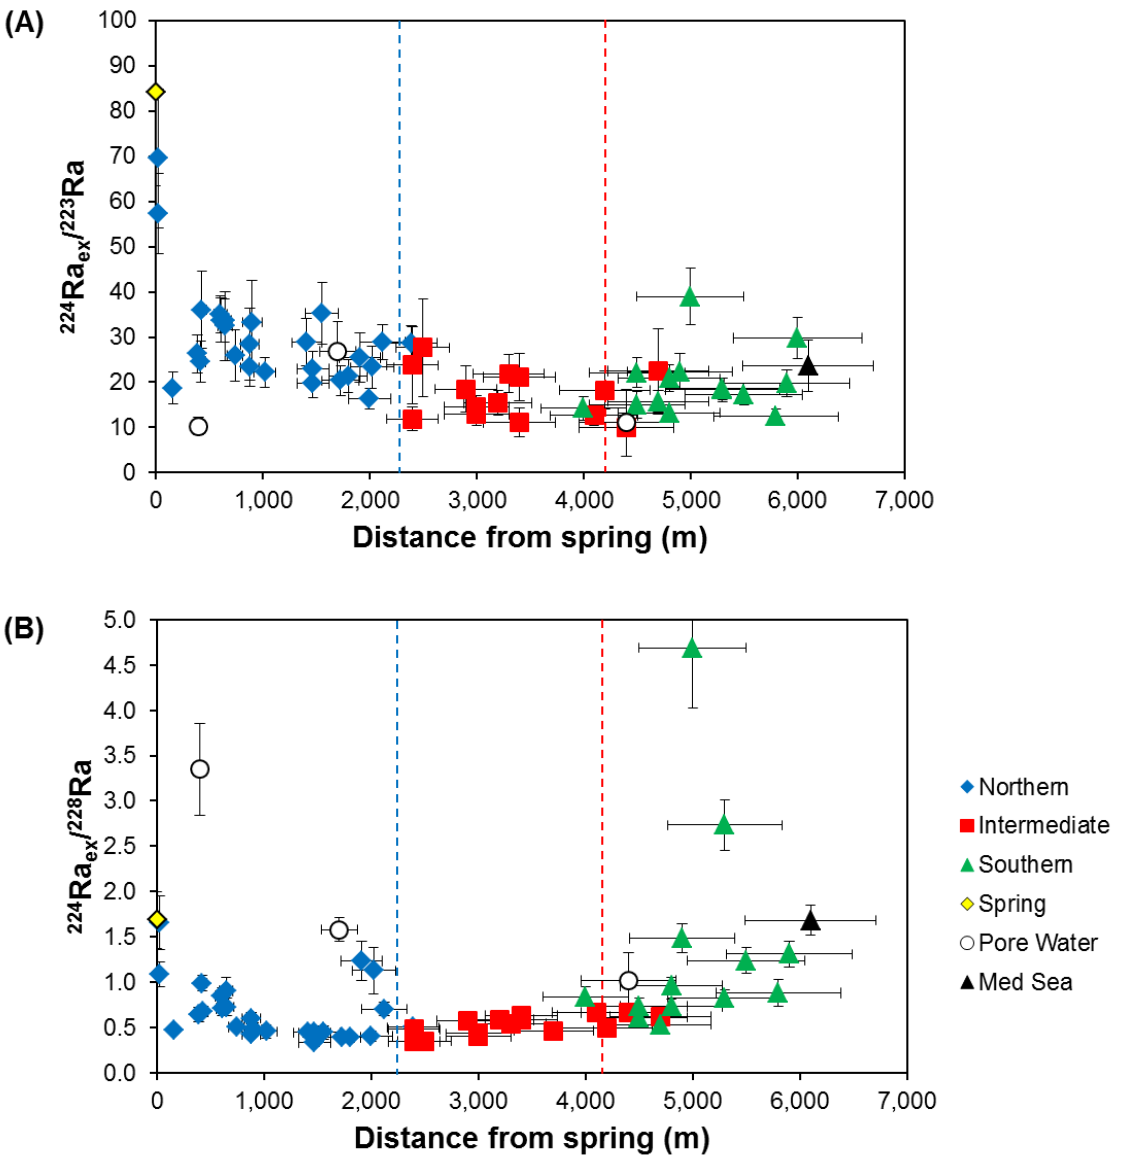 (A)
100
90
80
70
60
50
40
30
20
10
0
²²⁴Raₑₓ/²²³Ra
0 1,000 2,000 3,000 4,000 5,000 6,000 7,000
Distance from spring (m)
(B)
5.0
4.5
4.0
3.5
3.0
2.5
2.0
1.5
1.0
0.5
0.0
²²⁴Raₑₓ/²²⁸Ra
0 1,000 2,000 3,000 4,000 5,000 6,000 7,000
Distance from spring (m)
Northern
Intermediate
Southern
Spring
Pore Water
Med Sea